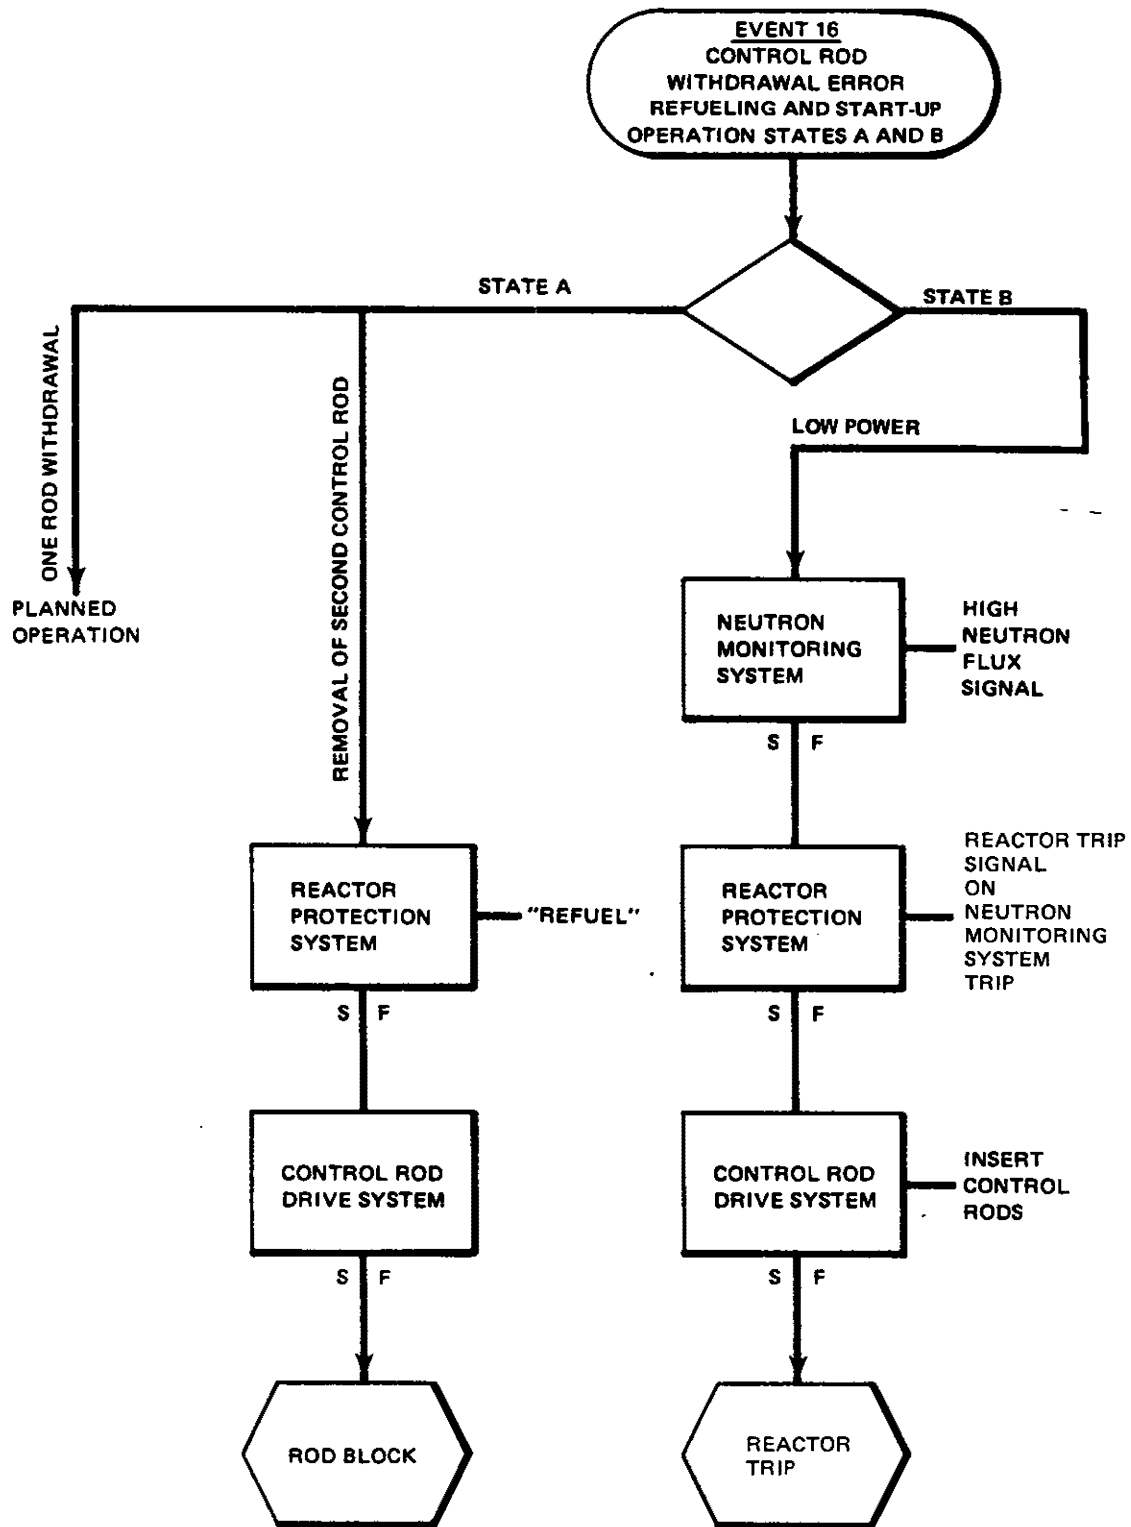 EVENT 16
CONTROL ROD
WITHDRAWAL ERROR
REFUELING AND START-UP
OPERATION STATES A AND B
STATE A
STATE B
LOW POWER
ONE ROD WITHDRAWAL
PLANNED
OPERATION
REMOVAL OF SECOND CONTROL ROD
NEUTRON
MONITORING
SYSTEM
HIGH
NEUTRON
FLUX
SIGNAL
S F
REACTOR
PROTECTION
SYSTEM
"REFUEL"
S F
REACTOR
PROTECTION
SYSTEM
REACTOR TRIP
SIGNAL
ON
NEUTRON
MONITORING
SYSTEM
TRIP
S F
CONTROL ROD
DRIVE SYSTEM
S F
CONTROL ROD
DRIVE SYSTEM
INSERT
CONTROL
RODS
S F
ROD BLOCK
REACTOR
TRIP